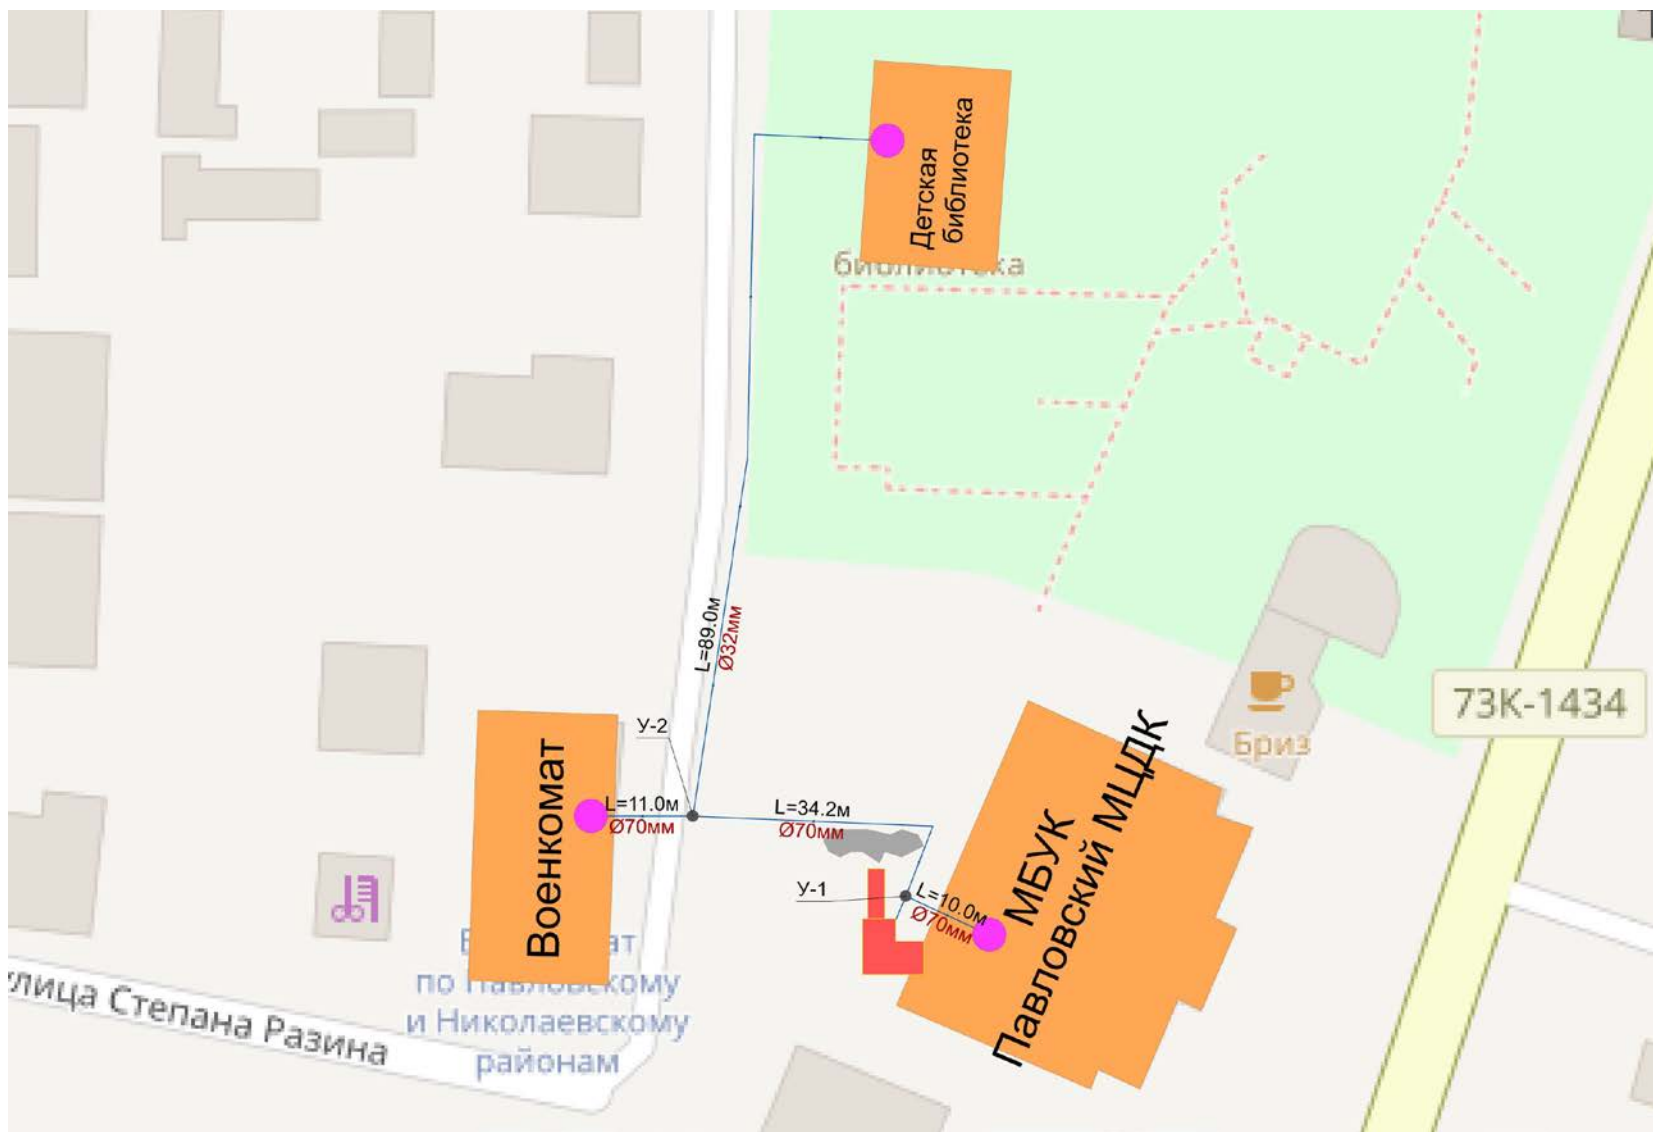 Детская
библиотека
библиотека
L=89.0м
Ø32мм
73К-1434
Бриз
У-2
Военкомат
L=11.0м
Ø70мм
L=34.2м
Ø70мм
У-1
L=10.0м
Ø70мм
МБУК
Павловский МЦДК
по Павловскому
и Николаевскому
районам
улица Степана Разина